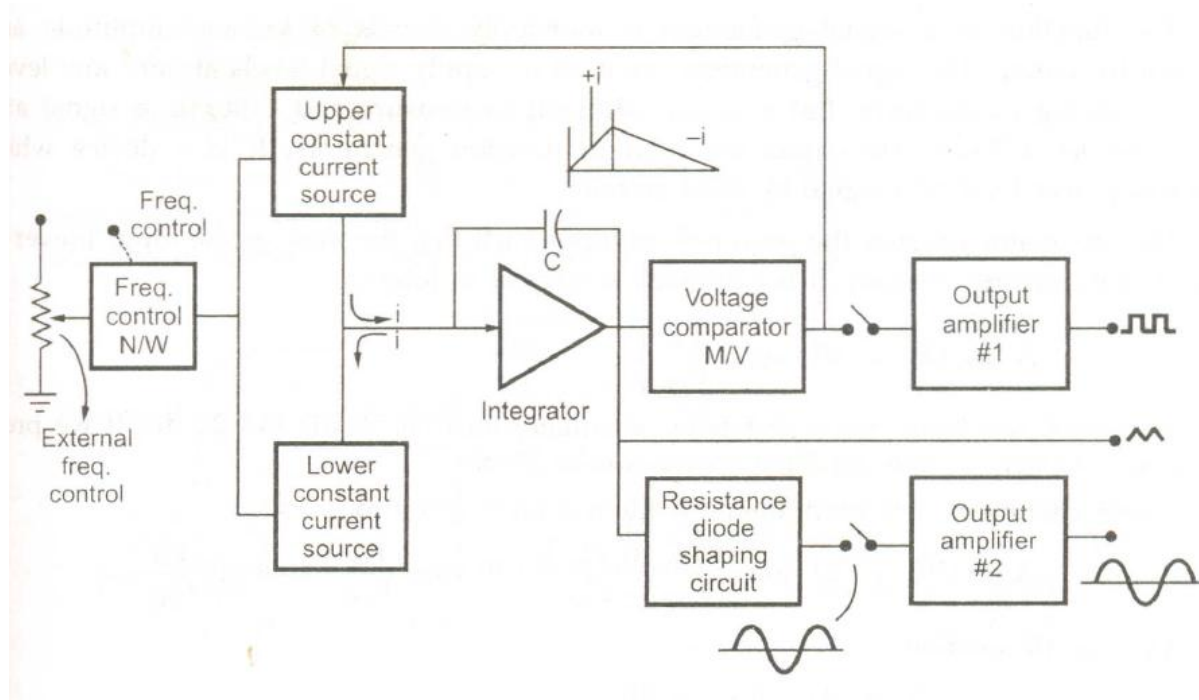 +i
-i
Upper
constant
current
source
Freq.
control
Freq.
control
N/W
External
freq.
control
i
i
C
Integrator
Lower
constant
current
source
Voltage
comparator
M/V
Output
amplifier
#1
Resistance
diode
shaping
circuit
Output
amplifier
#2